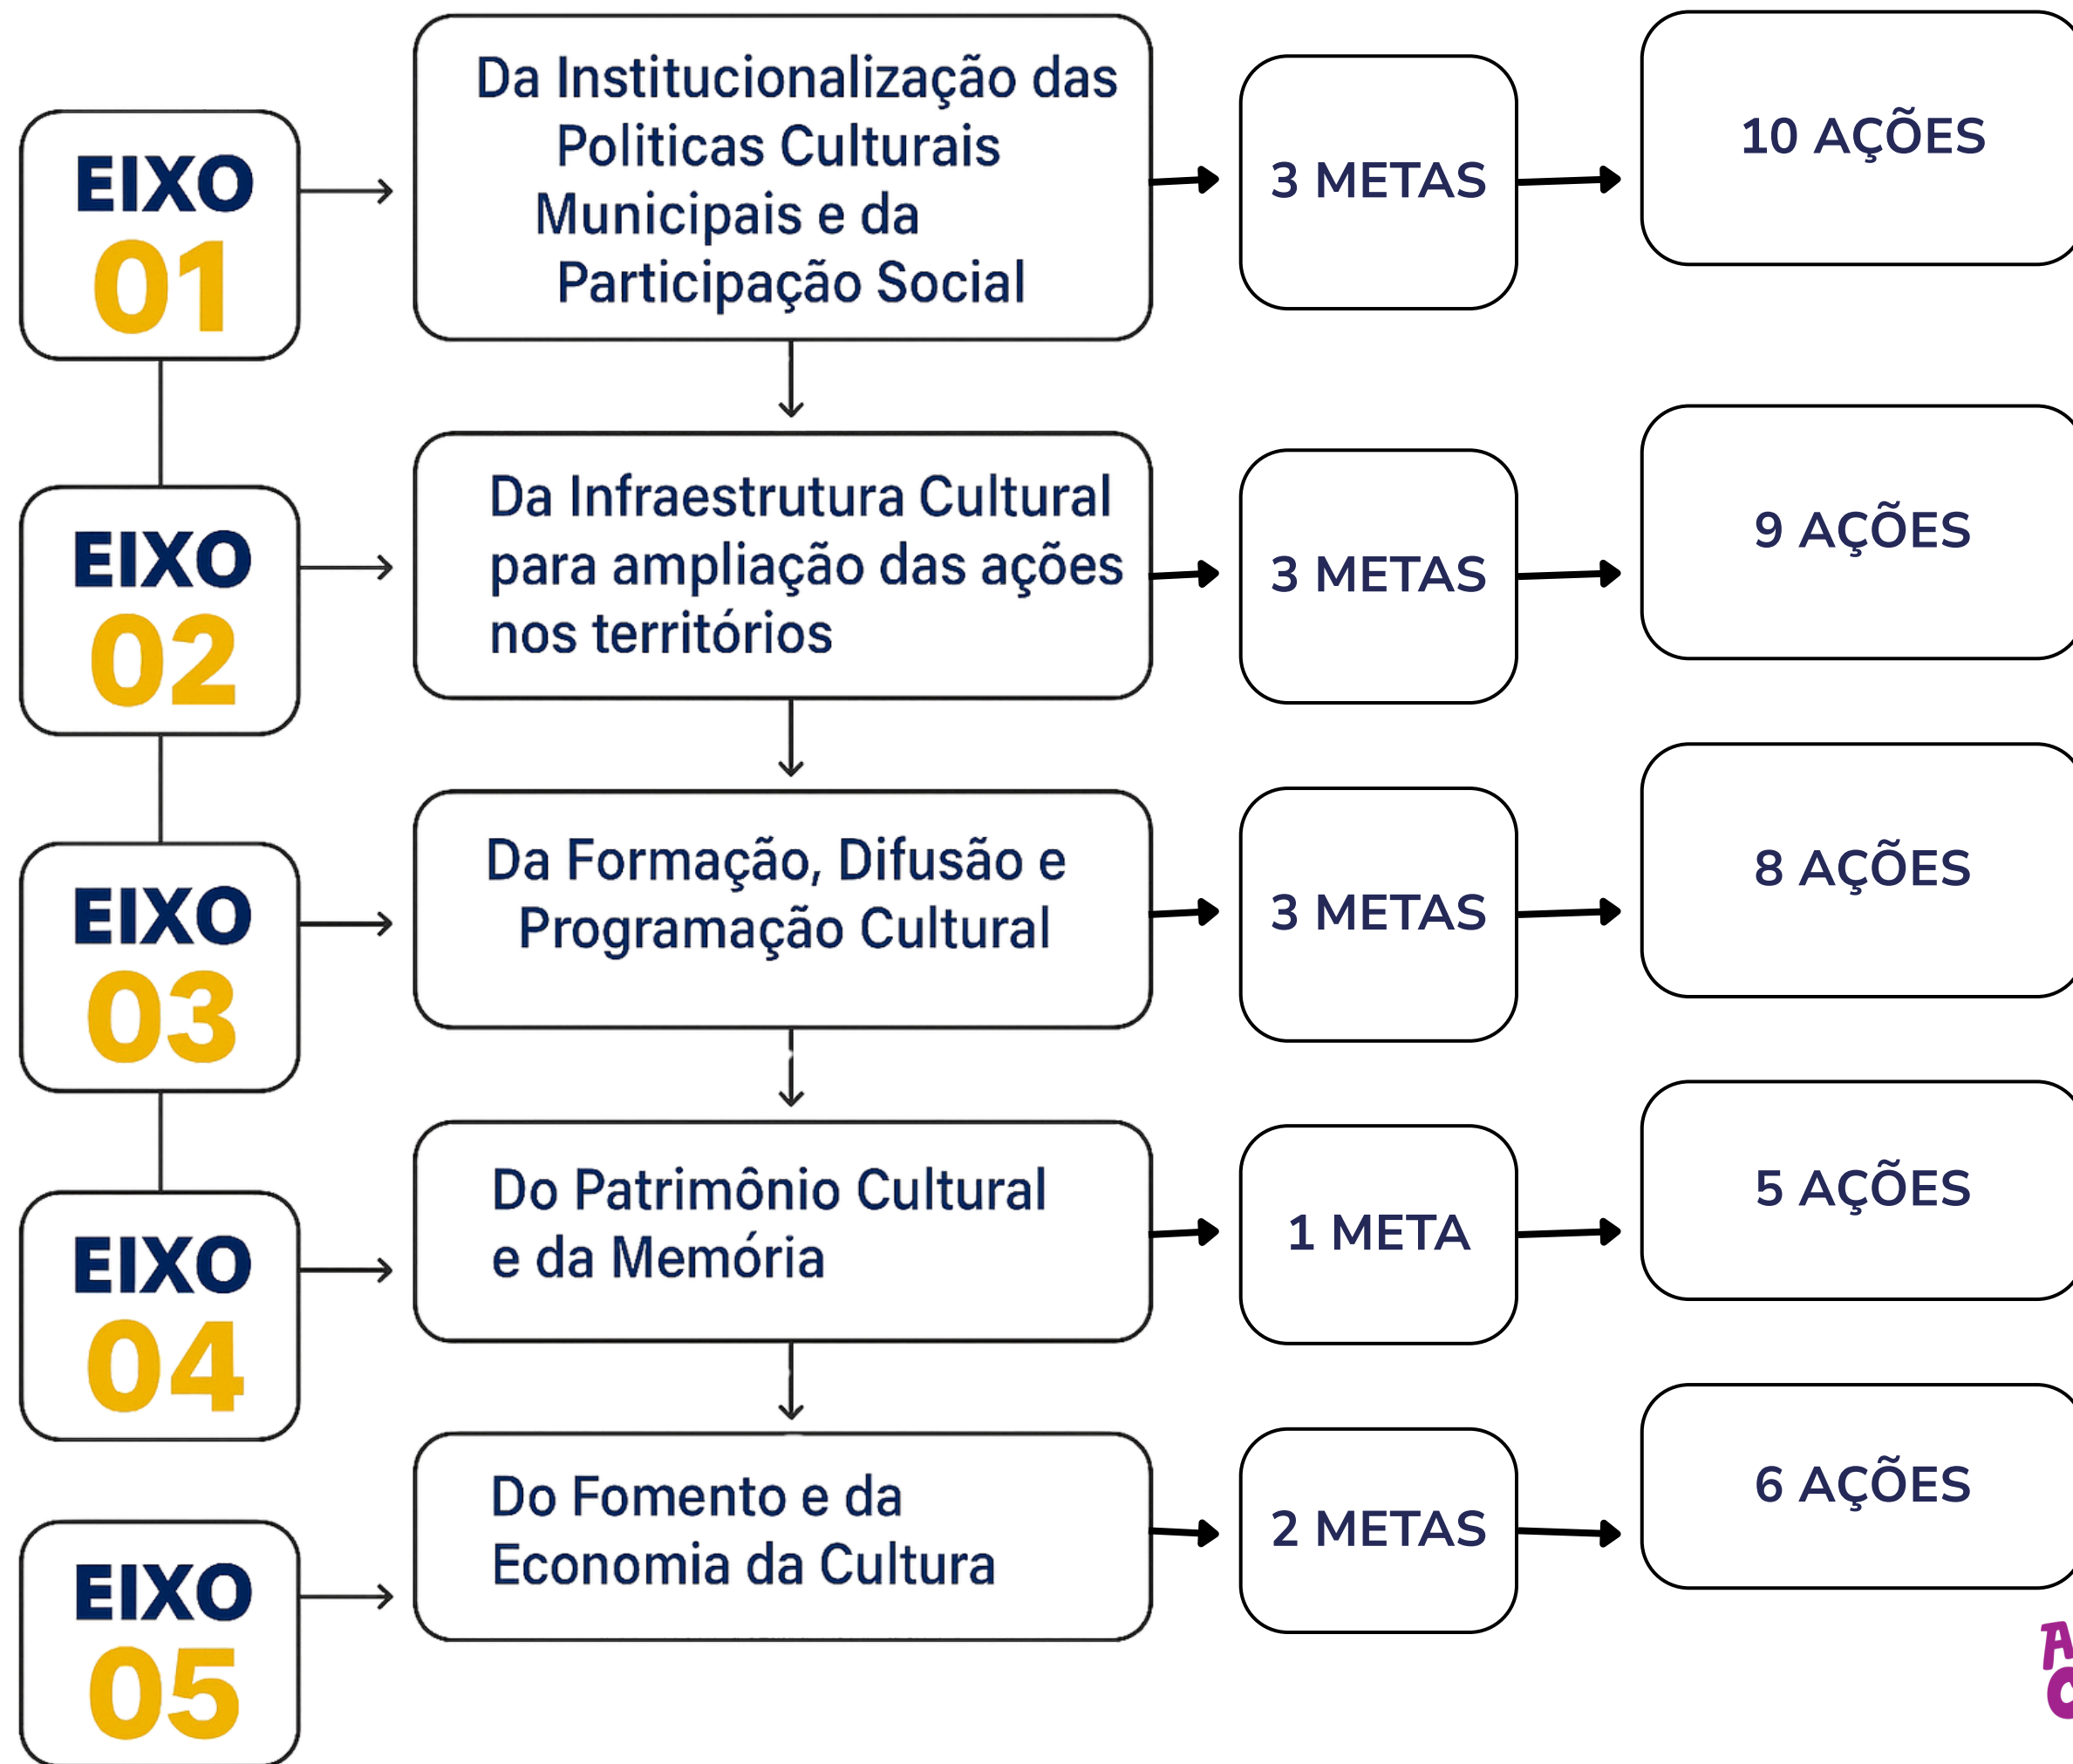 EIXO
01
Da Institucionalização das
Politicas Culturais
Municipais e da
Participação Social
3 METAS
10 AÇÕES
EIXO
02
Da Infraestrutura Cultural
para ampliação das ações
nos territórios
3 METAS
9 AÇÕES
EIXO
03
Da Formação, Difusão e
Programação Cultural
3 METAS
8 AÇÕES
EIXO
04
Do Patrimônio Cultural
e da Memória
1 META
5 AÇÕES
EIXO
05
Do Fomento e da
Economia da Cultura
2 METAS
6 AÇÕES